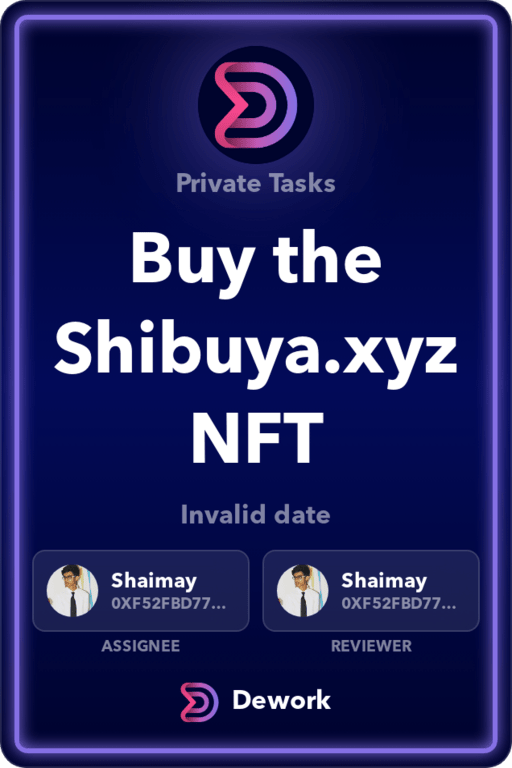 Private Tasks
Buy the
Shibuya.xyz
NFT
Invalid date
Shaimay
0XF52FBD77...
ASSIGNEE
Shaimay
0XF52FBD77...
REVIEWER
Dework